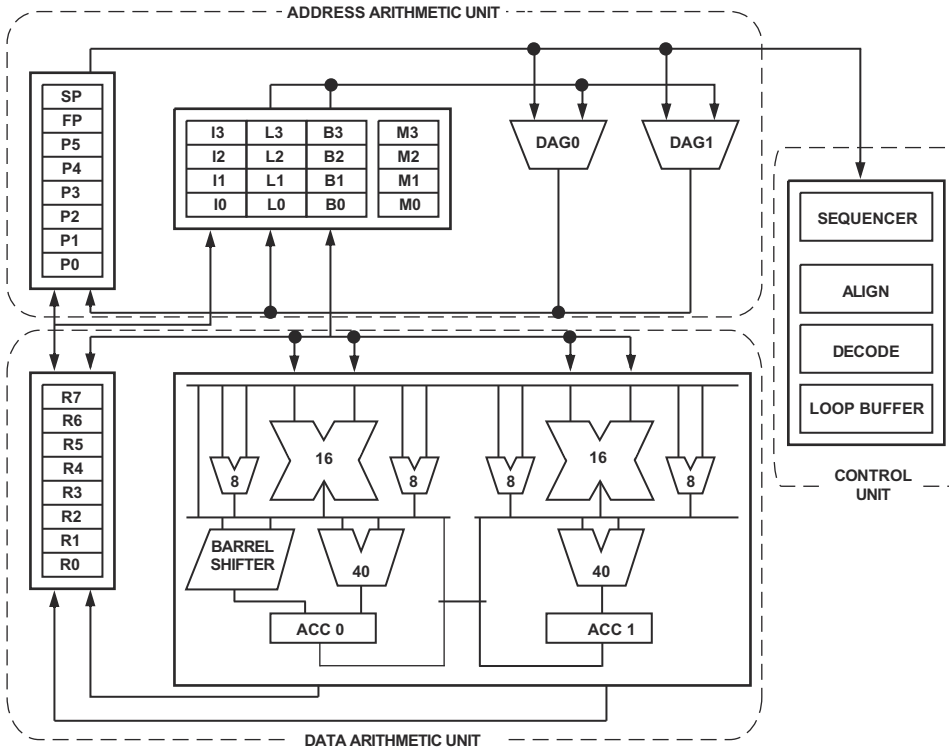 ADDRESS ARITHMETIC UNIT
SP
FP
P5
P4
P3
P2
P1
P0
I3 L3 B3 M3
I2 L2 B2 M2
I1 L1 B1 M1
I0 L0 B0 M0
DAG0
DAG1
SEQUENCER
ALIGN
DECODE
LOOP BUFFER
CONTROL
UNIT
R7
R6
R5
R4
R3
R2
R1
R0
16
8
8
16
8
8
BARREL
SHIFTER
40
40
ACC 0
ACC 1
DATA ARITHMETIC UNIT